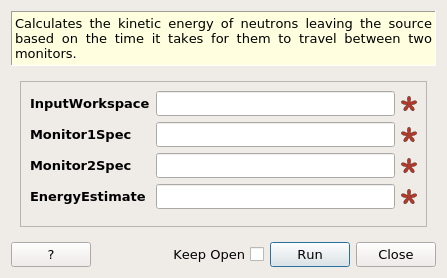 Calculates the kinetic energy of neutrons leaving the source
based on the time it takes for them to travel between two
monitors.
InputWorkspace
Monitor1Spec
Monitor2Spec
EnergyEstimate
? Keep Open Run Close